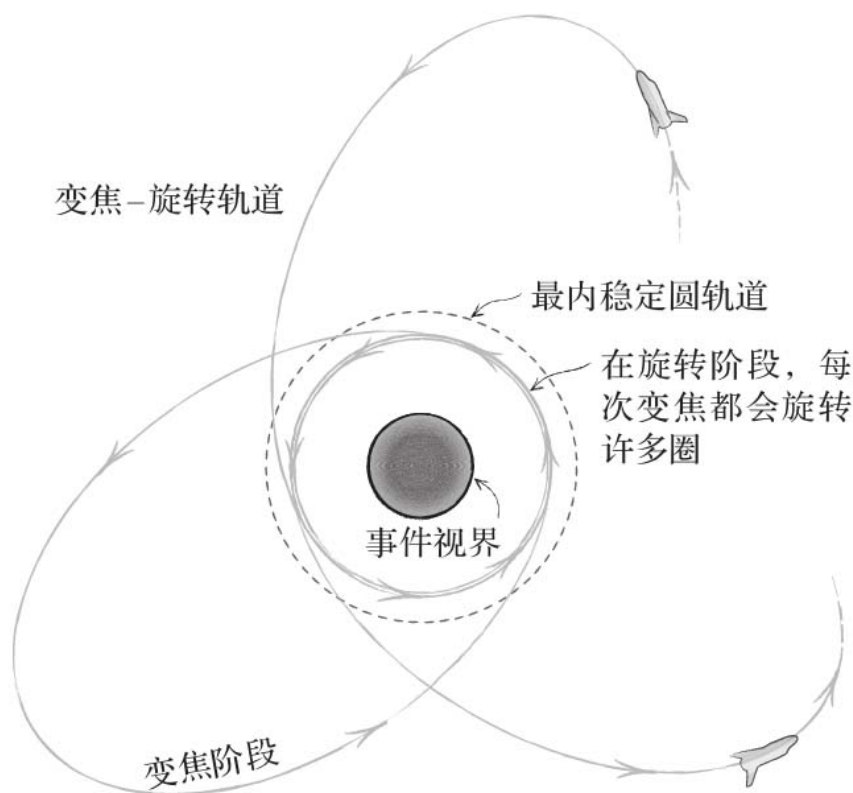 变焦–旋转轨道
最内稳定圆轨道
在旋转阶段，每
次变焦都会旋转
许多圈
事件视界
变焦阶段